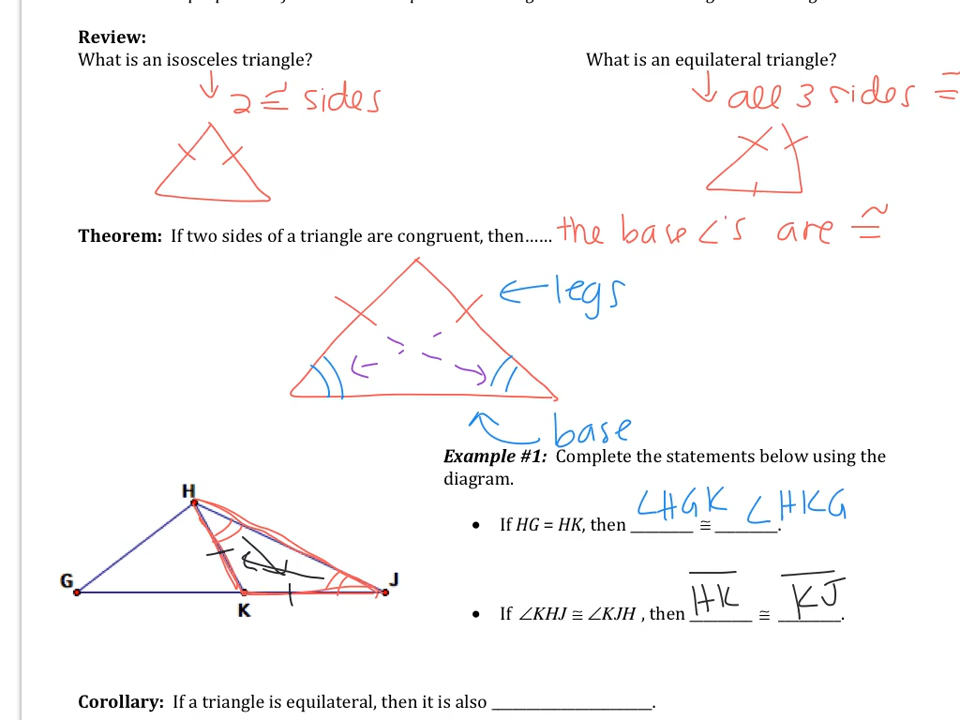 Review:
What is an isosceles triangle?
What is an equilateral triangle?
2 ≅ sides
all 3 sides ≅
Theorem: If two sides of a triangle are congruent, then...... the base ∠'s are ≅
legs
base
Example #1: Complete the statements below using the
diagram.
H
G
K
J
• If HG = HK, then ∠HGK ≅ ∠HKG.
• If ∠KHJ ≅ ∠KJH , then HK ≅ KJ.
Corollary: If a triangle is equilateral, then it is also ____________________.